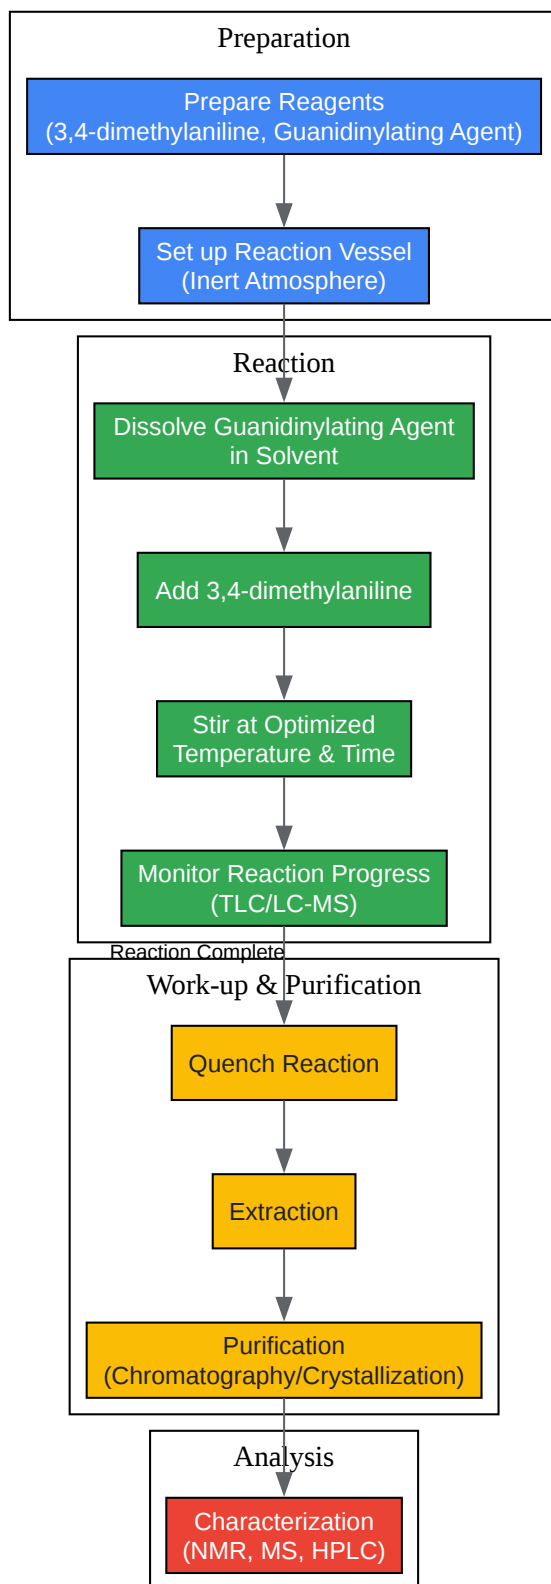 Preparation
Prepare Reagents
(3,4-dimethylaniline, Guanidinylating Agent)
Set up Reaction Vessel
(Inert Atmosphere)
Reaction
Dissolve Guanidinylating Agent
in Solvent
Add 3,4-dimethylaniline
Stir at Optimized
Temperature & Time
Monitor Reaction Progress
(TLC/LC-MS)
Reaction Complete
Work-up & Purification
Quench Reaction
Extraction
Purification
(Chromatography/Crystallization)
Analysis
Characterization
(NMR, MS, HPLC)